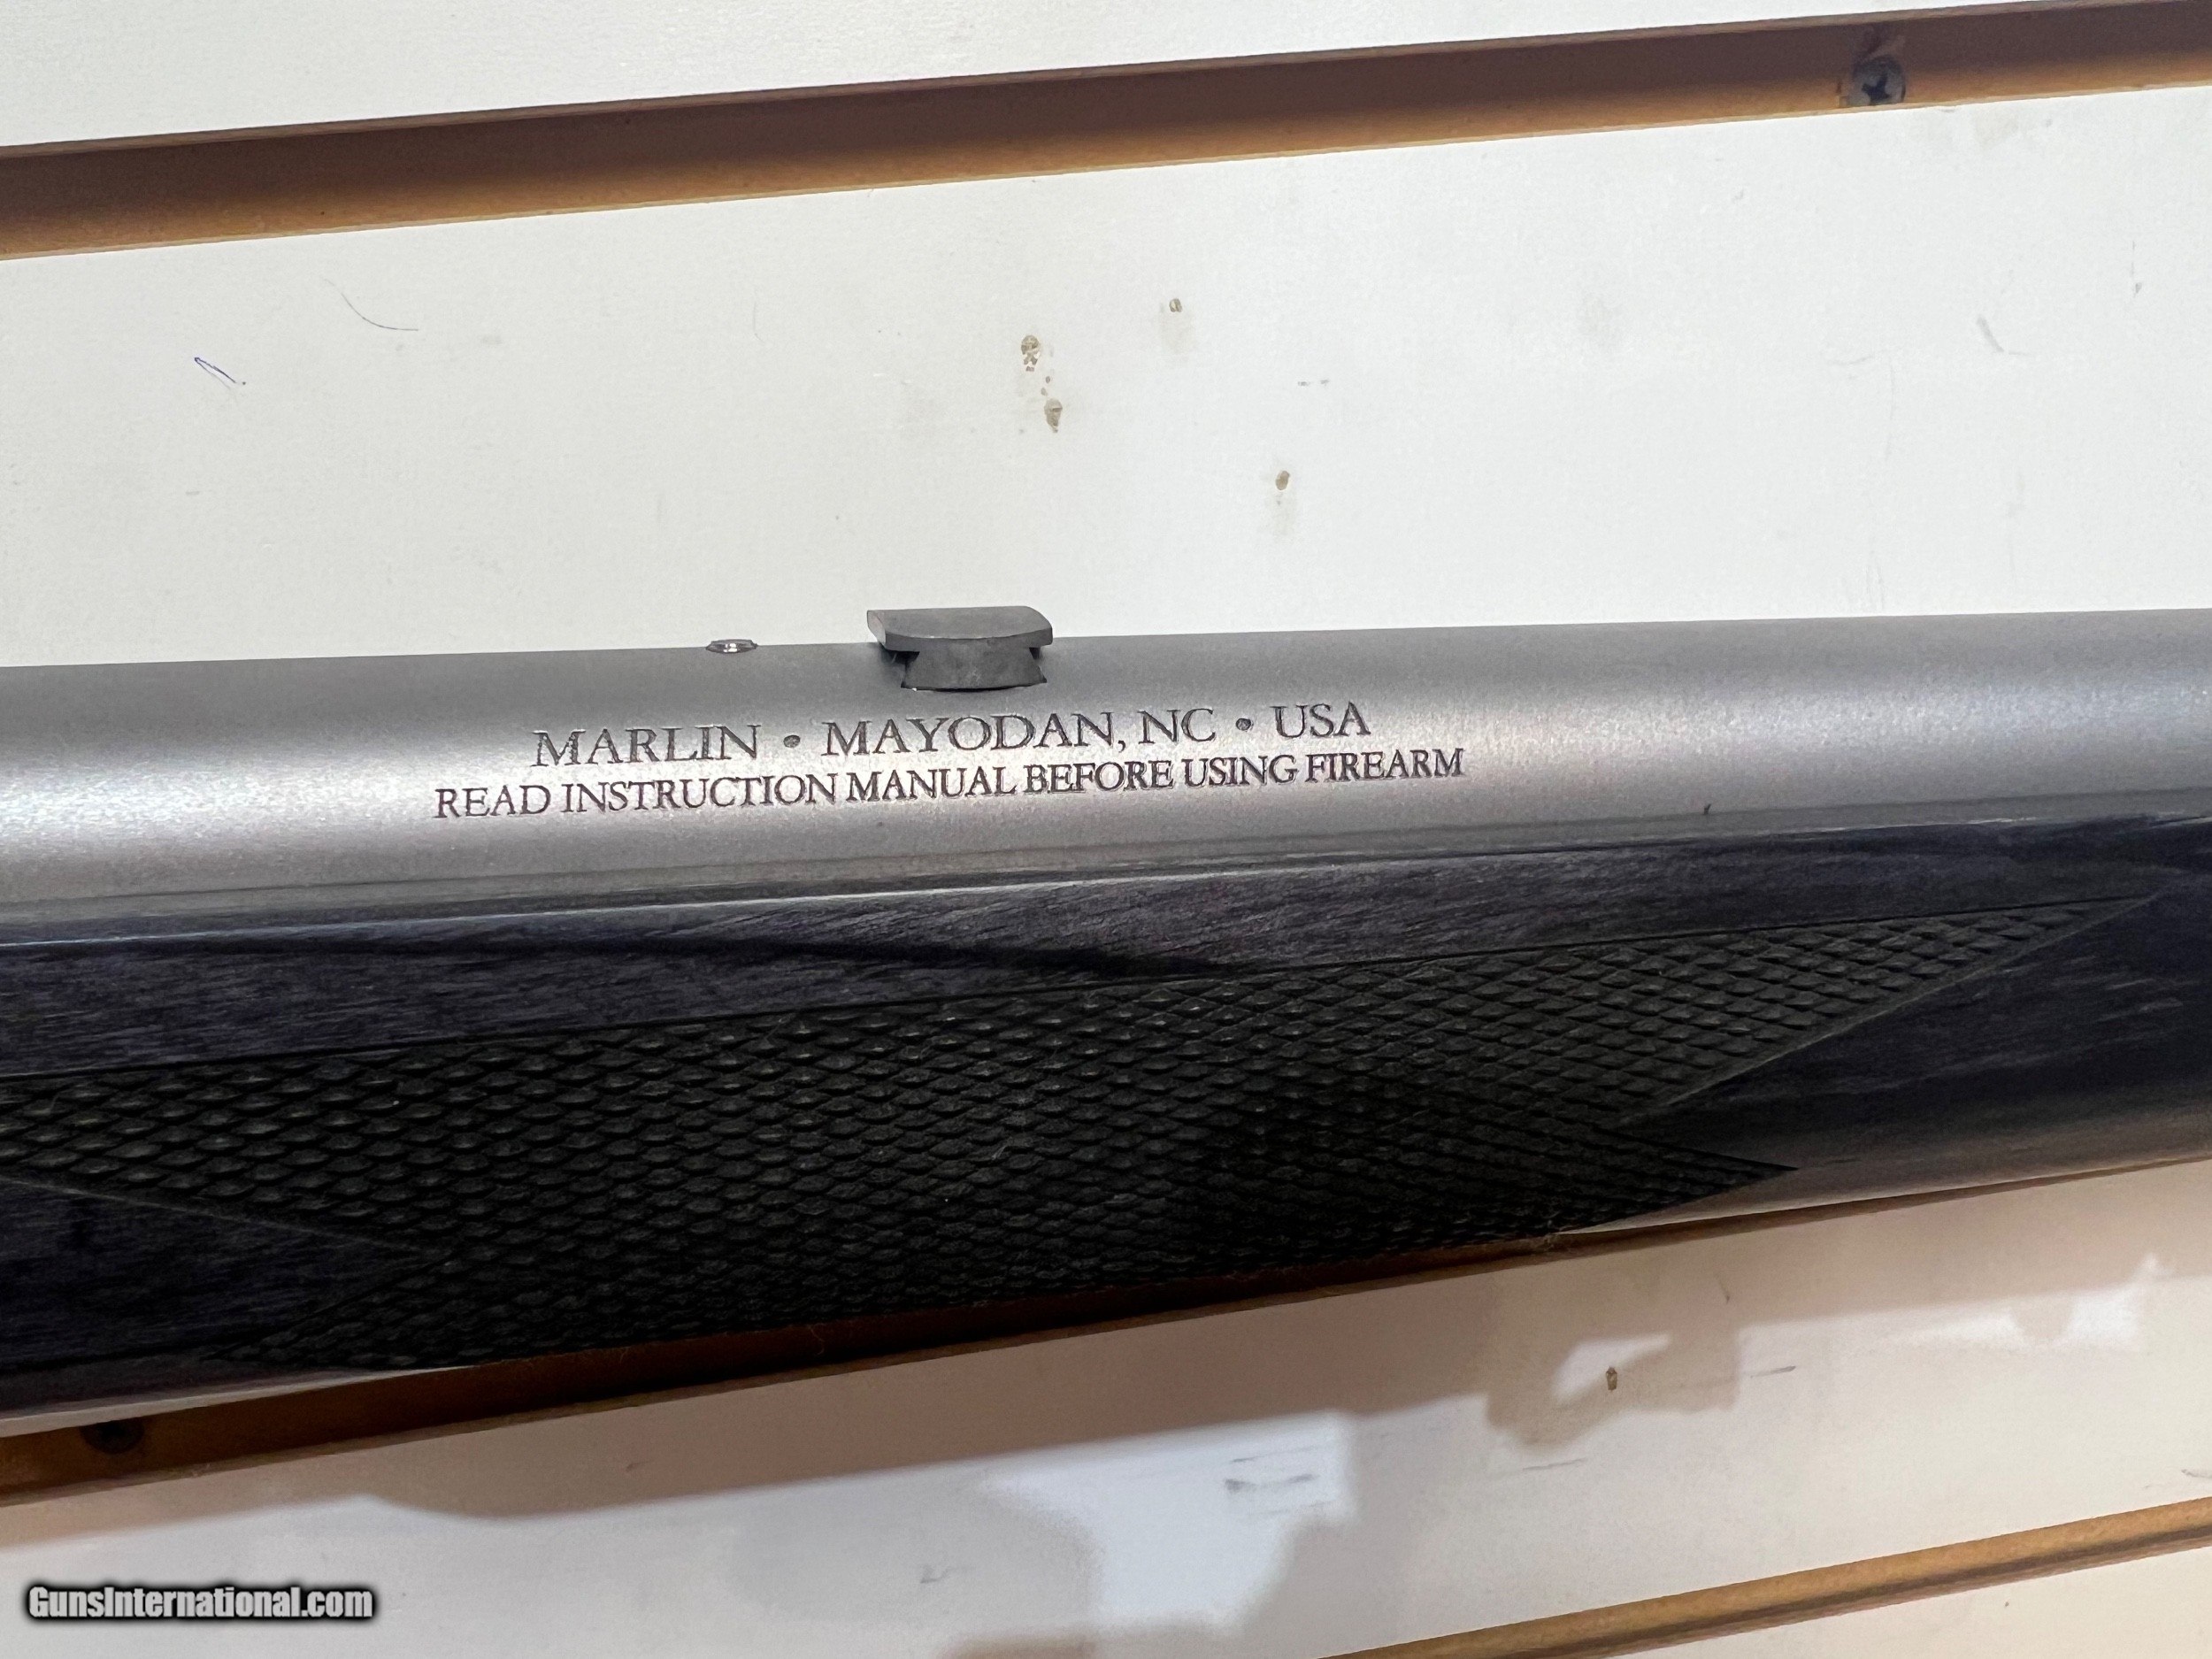 MARLIN • MAYODAN, NC • USA
READ INSTRUCTION MANUAL BEFORE USING FIREARM
GunsInternational.com